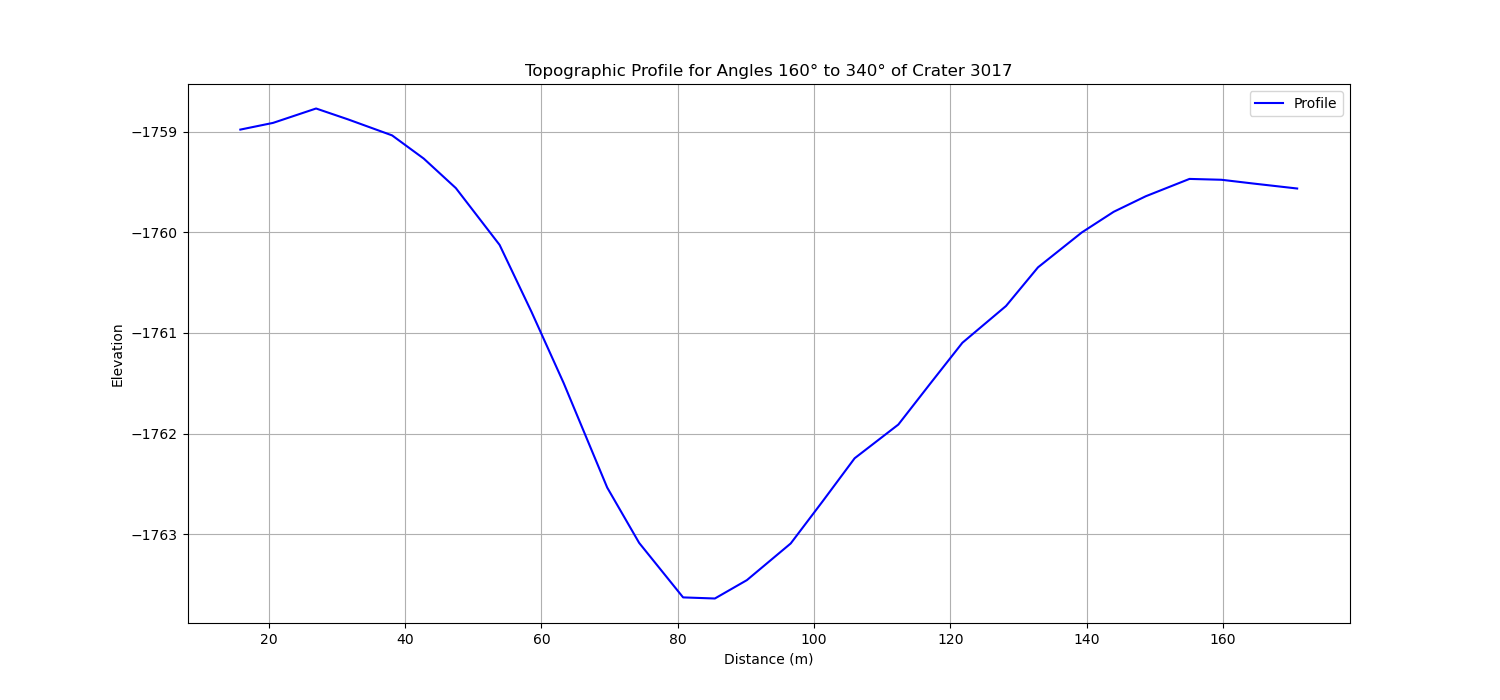 Topographic Profile for Angles 160° to 340° of Crater 3017
Profile
−1759
−1760
−1761
−1762
−1763
Elevation
20 40 60 80 100 120 140 160
Distance (m)